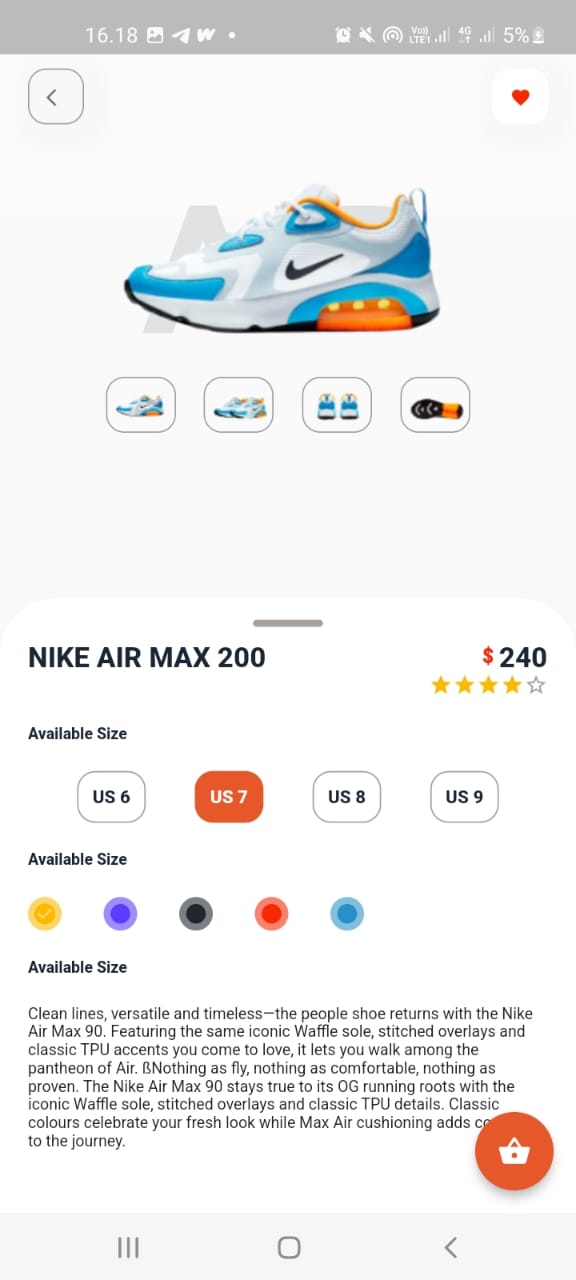 16.18
Vo)) LTE1 4G 5%
NIKE AIR MAX 200
$ 240
Available Size
US 6 US 7 US 8 US 9
Available Size
Available Size
Clean lines, versatile and timeless—the people shoe returns with the Nike
Air Max 90. Featuring the same iconic Waffle sole, stitched overlays and
classic TPU accents you come to love, it lets you walk among the
pantheon of Air. ßNothing as fly, nothing as comfortable, nothing as
proven. The Nike Air Max 90 stays true to its OG running roots with the
iconic Waffle sole, stitched overlays and classic TPU details. Classic
colours celebrate your fresh look while Max Air cushioning adds
to the journey.